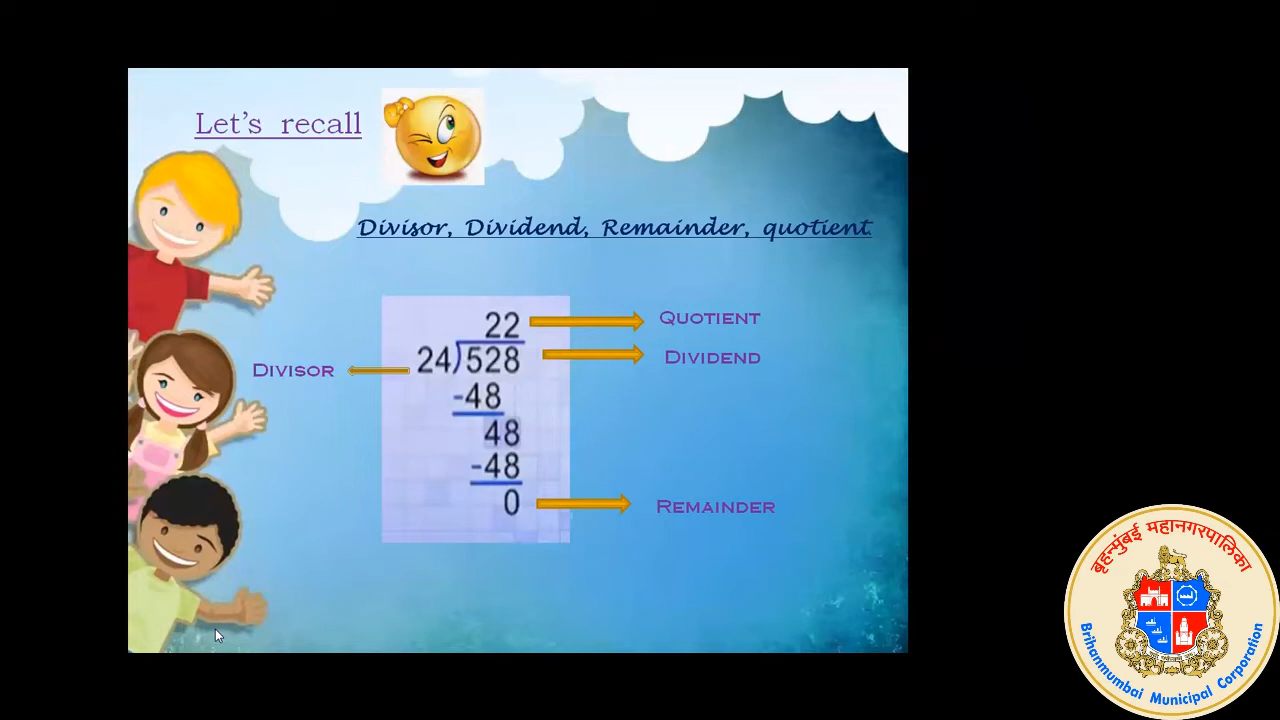 Let's recall
Divisor, Dividend, Remainder, quotient
22
QUOTIENT
24)528
DIVIDEND
DIVISOR
-48
48
-48
0
REMAINDER
बृहन्मुंबई महानगरपालिका
Brihanmumbai Municipal Corporation